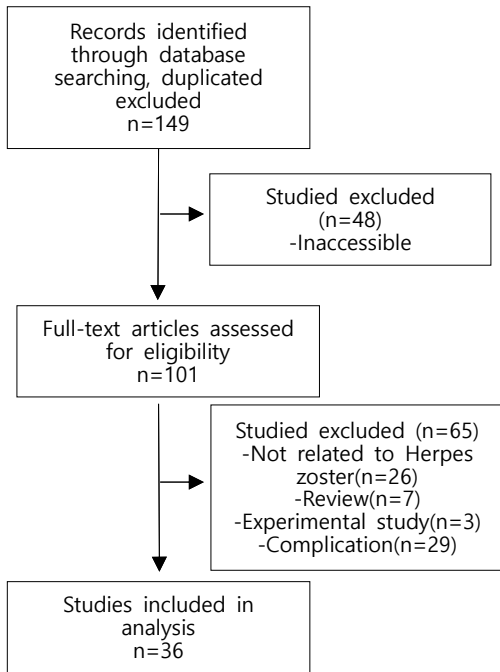 Records identified
through database
searching, duplicated
excluded
n=149
Studied excluded
(n=48)
-Inaccessible
Full-text articles assessed
for eligibility
n=101
Studied excluded (n=65)
-Not related to Herpes
zoster(n=26)
-Review(n=7)
-Experimental study(n=3)
-Complication(n=29)
Studies included in
analysis
n=36